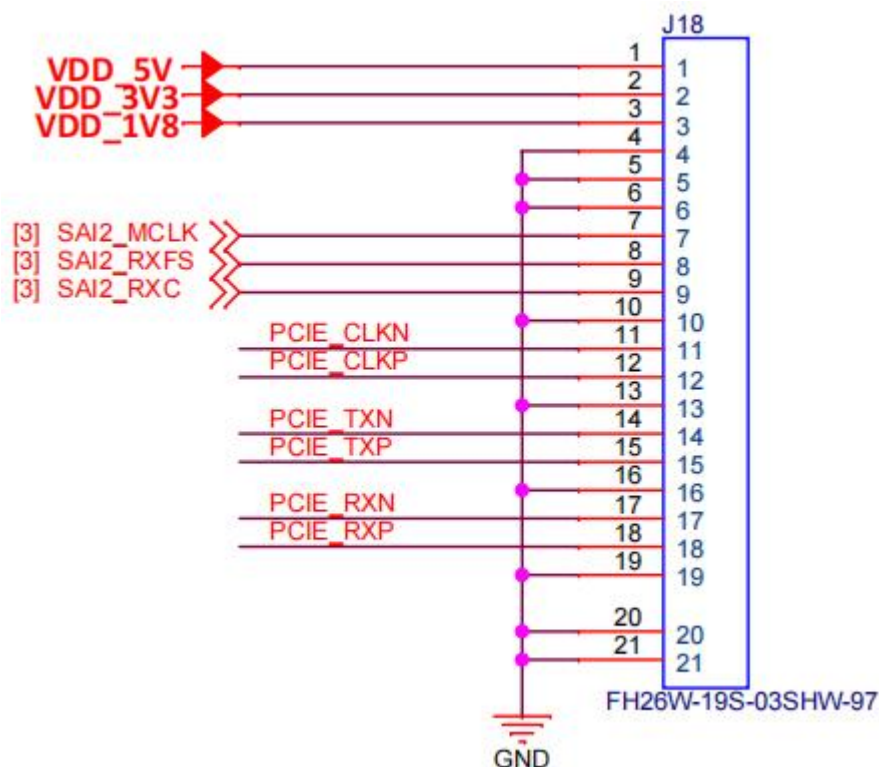 J18
VDD_5V 1 1
VDD_3V3 2 2
VDD_1V8 3 3
4 4
5 5
6 6
[3] SAI2_MCLK 7 7
[3] SAI2_RXFS 8 8
[3] SAI2_RXC 9 9
10 10
PCIE_CLKN 11 11
PCIE_CLKP 12 12
13 13
PCIE_TXN 14 14
PCIE_TXP 15 15
16 16
PCIE_RXN 17 17
PCIE_RXP 18 18
19 19
20 20
21 21
FH26W-19S-03SHW-97
GND